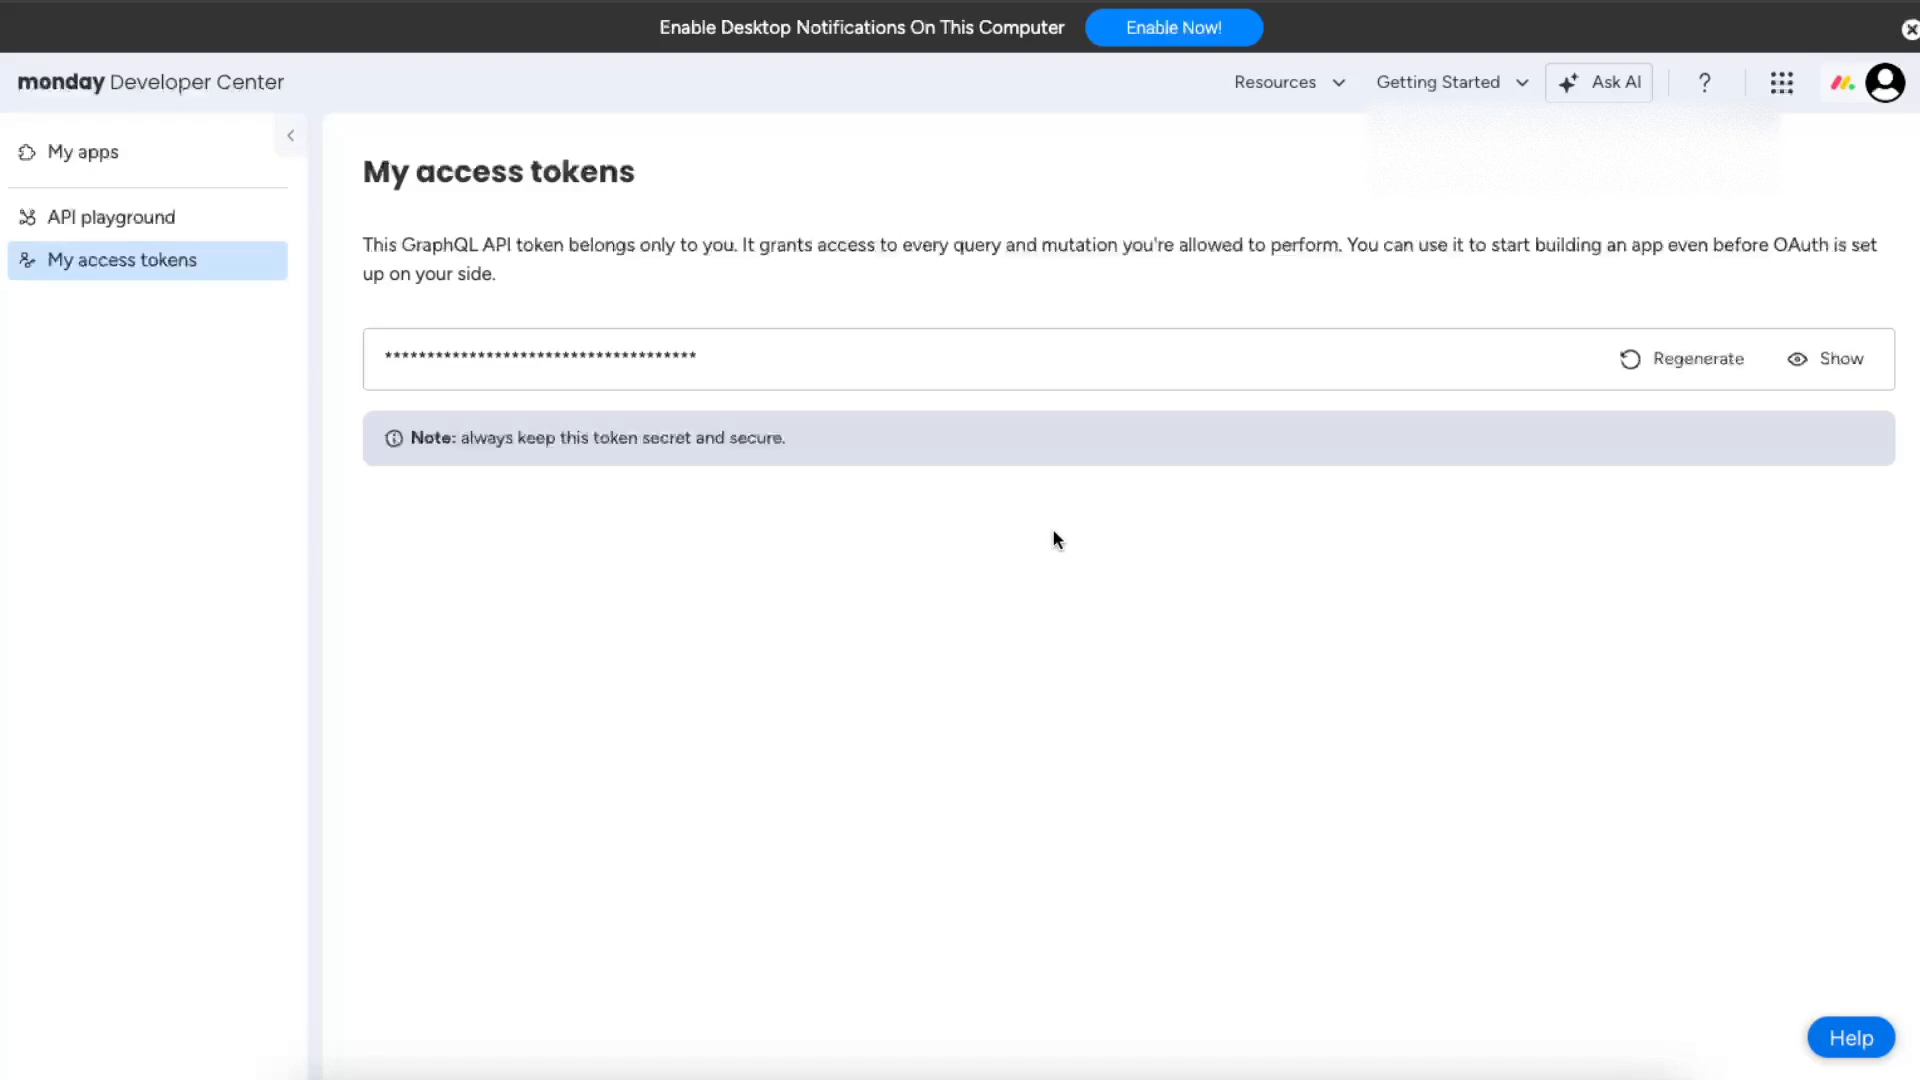 Enable Desktop Notifications On This Computer Enable Now!
monday Developer Center Resources Getting Started Ask AI ?
My apps
API playground
My access tokens
My access tokens
This GraphQL API token belongs only to you. It grants access to every query and mutation you're allowed to perform. You can use it to start building an app even before OAuth is set
up on your side.
************************************* Regenerate Show
Note: always keep this token secret and secure.
Help